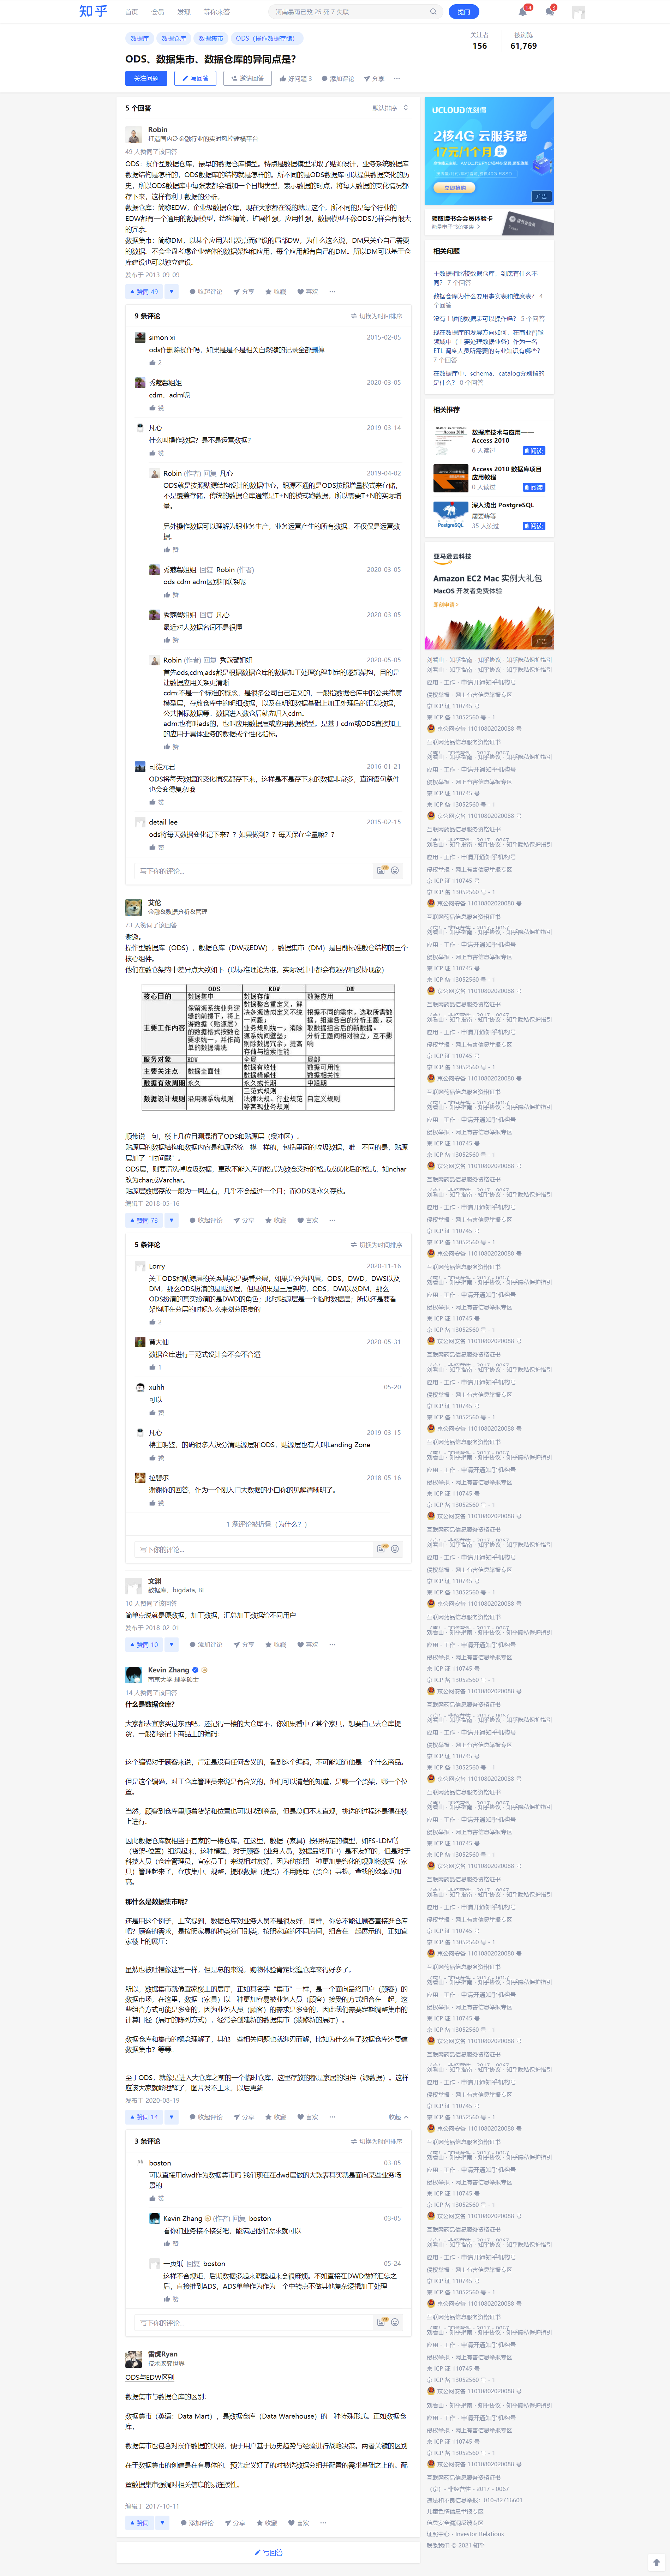 知乎
首页 会员 发现 等你来答
河南暴雨已致 25 死 7 失联
提问
数据库 数据仓库 数据集市 ODS（操作数据存储）
ODS、数据集市、数据仓库的异同点是？
关注者
156
被浏览
61,769
关注问题 写回答 邀请回答 好问题 3 添加评论 分享
5 个回答
默认排序
Robin
打造国内泛金融行业的实时风控建模平台
49 人赞同了该回答
ODS：操作型数据仓库，最早的数据仓库模型。特点是数据模型采取了贴源设计，业务系统数据库
数据结构是怎样的，ODS数据库的结构就是怎样的。所不同的是ODS数据库可以提供数据变化的历
史，所以ODS数据库中每张表都会增加一个日期类型，表示数据的时点，将每天数据的变化情况都
存下来，这样有利于数据的分析。
数据仓库：简称EDW，企业级数据仓库，现在大家都在说的就是这个。所不同的是每个行业的
EDW都有一个通用的数据模型，结构精简，扩展性强，应用性强，数据模型不像ODS乃样会有很大
的冗余。
数据集市：简称DM，以某个应用为出发点而建设的局部DW，为什么这么说，DM只关心自己需要
的数据，不会全盘考虑企业整体的数据架构和应用，每个应用都有自己的DM。所以DM可以基于仓
库建设也可以独立建设。
发布于 2013-09-09
赞同 49 收起评论 分享 收藏 喜欢
9 条评论
切换为时间排序
simon xi
2015-02-05
ods作删除操作吗，如果是是不是相关自然键的记录全部删掉
2
秀蔻馨姐姐
2020-03-05
cdm、adm呢
赞
凡心
2019-03-14
什么叫操作数据？是不是运营数据?
赞
Robin (作者) 回复 凡心
2019-04-02
ODS就是按照贴源结构设计的数据中心，跟源不通的是ODS按照增量模式来存储，
不是覆盖存储，传统的数据仓库通常是T+N的模式跑数据，所以需要T+N的实际增
量。
另外操作数据可以理解为跟业务生产，业务运营产生的所有数据。不仅仅是运营数
据。
赞
秀蔻馨姐姐 回复 Robin (作者)
2020-03-05
ods cdm adm区别和联系呢
赞
秀蔻馨姐姐 回复 凡心
2020-03-05
最近对大数据名词不是很懂
赞
Robin (作者) 回复 秀蔻馨姐姐
2020-05-05
首先ods,cdm,ads都是根据数据仓库的数据加工处理流程制定的逻辑架构，目的是
让数据应用关系更清晰
cdm:不是一个标准的概念，是很多公司自己定义的，一般指数据仓库中的公共纬度
模型层，存放仓库中的明细数据，以及在明细数据基础上加工处理后的汇总数据，
公共指标数据等。数据进入数仓后就先归入cdm。
adm:也有叫ads的，也叫应用数据层或应用数据模型。是基于cdm或ODS直接加工
的应用于具体业务的数据或个性化指标。
赞
司徒元君
2016-01-21
ODS将每天数据的变化情况都存下来，这样是不是存下来的数据非常多，查询语句条件
也会变得复杂哦
赞
detail lee
2015-02-15
ods将每天数据变化记下来？？如果做到？？每天保存全量嘛？？
赞
写下你的评论...
艾伦
金融&数据分析&管理
73 人赞同了该回答
谢邀。
操作型数据库（ODS），数据仓库（DW或EDW）、数据集市（DM）是目前标准数仓结构的三个
核心组件。
他们在数仓架构中差异点大致如下（以标准理论为准，实际设计中都会有越界和妥协现象）
ODS EDW DM
核心目的 数据集中 数据存储 数据应用
主要工作内容 保留源系统业务逻辑的前提下，将上游数据（贴源层）的数据格式按数仓要求统一，并作简单的数据清洗 数据整合重定义，解决多渠道成定义不统一问题；业务规则统一，消除源系统间壁垒；剔除数据冗余，提高存储与检索性能 根据不同的需求，选取所需数据，组建各自的分析主题，获取数据组合后的新数据。分析主题间相对独立，互不影响
服务对象 EDW 全局 局部
主要关注点 数据全面性 数据有效性 数据精确性 数据可用性 数据相关性
数据有效周期 永久 永久或长期 中短期
数据设计规则 沿用源系统规则 三范式规则 法律法规、行业规范等客观业务规则 自定义规则
顺带说一句，楼上几位目测混淆了ODS和贴源层（缓冲区）。
贴源层的数据结构和数据内容是和源系统一模一样的，包括里面的垃圾数据，唯一不同的是，贴源
层加了“时间戳”。
ODS层，则要清洗掉垃圾数据，更改不能入库的格式为数仓支持的格式或优化后的格式，如nchar
改为char或Varchar。
贴源层数据存放一般为一周左右，几乎不会超过一个月；而ODS则永久存放。
编辑于 2018-05-16
赞同 73 收起评论 分享 收藏 喜欢
5 条评论
切换为时间排序
Lorry
2020-11-16
关于ODS和贴源层的关系其实是要看分层，如果是分为四层，ODS，DWD，DWS以及
DM，那么ODS扮演的是贴源层，但是如果是三层架构，ODS，DW以及DM，那么
ODS扮演的其实扮演的是DWD的角色；此时贴源层是一个临时数据层；所以还是要看
架构师在分层的时候怎么来划分职责的
2
黄大仙
2020-05-31
数据仓库进行三范式设计会不会不合适
1
xuhh
05-20
可以
赞
凡心
2019-03-15
楼主明鉴，的确很多人没分清贴源层和ODS，贴源层也有人叫Landing Zone
赞
拉斐尔
2018-05-16
谢谢你的回答，作为一个刚入门大数据的小白你的见解清晰明了。
赞
1 条评论被折叠（为什么？）
写下你的评论...
文渊
数据库、bigdata, BI
10 人赞同了该回答
简单点说就是原数据，加工数据，汇总加工数据给不同用户
发布于 2018-02-01
赞同 10 添加评论 分享 收藏 喜欢
Kevin Zhang
南京大学 理学硕士
14 人赞同了该回答
什么是数据仓库？
大家都去宜家买过东西吧，还记得一楼的大仓库不，你如果看中了某个家具，想要自己去仓库提
货，一般都会记下商品上的编码：
这个编码对于顾客来说，肯定是没有任何含义的，看到这个编码，不可能知道他是一个什么商品。
但是这个编码，对于仓库管理员来说是有含义的，他们可以清楚的知道，是哪一个货架，哪一个位
置。
当然，顾客到仓库里顺着货架和位置也可以找到商品，但是总归不太直观，挑选的过程还是得在楼
上进行。
因此数据仓库就相当于宜家的一楼仓库，在这里，数据（家具）按照特定的模型，如FS-LDM等
（货架-位置）组织起来，这种模型，对于顾客（业务人员，数据最终用户）是不友好的，但是对于
科技人员（仓库管理员，宜家员工）来说相对友好，因为他按照一种更加集约化的规则将数据（家
具）管理起来了，存放集中、规整，提取数据（提货）不用跨库（货仓）寻找，查找的效率更加
高。
那什么是数据集市呢？
还是用这个例子，上文提到，数据仓库对业务人员不是很友好，同样，你总不能让顾客直接逛仓库
吧？顾客的需求，是按照家具的种类分门别类，按照家庭的不同房间，组合在一起展示的，正如宜
家楼上的展厅：
虽然也被吐槽像迷宫一样，但是总的来说，购物体验肯定比逛仓库来得好多了。
所以，数据集市就像宜家楼上的展厅，正如其名字“集市”一样，是一个面向最终用户（顾客）的
数据市场，在这里，数据（家具）以一种更加容易被业务人员（顾客）接受的方式组合在一起，这
些组合方式可能是多变的，因为业务人员（顾客）的需求是多变的，因此我们需要定期调整集市的
计算口径（展厅的陈列方式），经常会创建新的数据集市（装修新的展厅）。
数据仓库和集市的概念理解了，其他一些相关问题也就迎刃而解，比如为什么有了数据仓库还要建
数据集市？等等。
至于ODS，就像是进入大仓库之前的一个临时仓库，这里存放的都是家居的组件（源数据）。这样
应该大家就能理解了，图片发不上来，以后更新
发布于 2020-08-19
赞同 14 收起评论 分享 收藏 喜欢 收起
3 条评论
切换为时间排序
boston
03-05
可以直接用dwd作为数据集市吗 我们现在在dwd层做的大款表其实就是面向某些业务场
景的
赞
Kevin Zhang (作者) 回复 boston
03-05
看你们业务接不接受吧，能满足他们需求就可以
赞
一页纸 回复 boston
05-24
这样不合规矩，后期数据多起来调整起来会很麻烦。不如直接在DWD做好汇总之
后，直接推到ADS，ADS单单作为作为一个中转点不做其他复杂逻辑加工处理
赞
写下你的评论...
雷虎Ryan
技术改变世界
ODS与EDW区别
数据集市与数据仓库的区别：
数据集市（英语：Data Mart），是数据仓库（Data Warehouse）的一种特殊形式。正如数据仓
库，
数据集市也包含对操作数据的快照，便于用户基于历史趋势与经验进行战略决策。两者关键的区别
在于数据集市的创建是在有具体的，预先定义好了的对被选数据分组并配置的需求基础之上的。配
置数据集市强调对相关信息的易连接性。
编辑于 2017-10-11
赞同 添加评论 分享 收藏 喜欢
写回答
UCLOUD优刻得
2核4G 云服务器
17元/1个月
立即抢购
广告
领取读书会会员体验卡
海量电子书免费读
相关问题
主数据相比较数据仓库，到底有什么不
同？ 7 个回答
数据仓库为什么要用事实表和维度表？ 4
个回答
没有主键的数据表可以操作吗？ 5 个回答
现在数据库的发展方向如何，在商业智能
领域中（主要处理数据业务）作为一名
ETL 调度人员所需要的专业知识有哪些？
7 个回答
在数据库中，schema、catalog分别指的
是什么？ 8 个回答
相关推荐
数据库技术与应用——
Access 2010
6 人读过
阅读
Access 2010 数据库项目
应用教程
0 人读过
阅读
深入浅出 PostgreSQL
谭峰等
35 人读过
阅读
亚马逊云科技
Amazon EC2 Mac 实例大礼包
MacOS 开发者免费体验
即刻申请
广告
刘看山 · 知乎指南 · 知乎协议 · 知乎隐私保护指引
应用 · 工作 · 申请开通知乎机构号
侵权举报 · 网上有害信息举报专区
京 ICP 证 110745 号
京 ICP 备 13052560 号 - 1
京公网安备 11010802020088 号
互联网药品信息服务资格证书
（京）- 非经营性 - 2017 - 0067
违法和不良信息举报：010-82716601
儿童色情信息举报专区
信息安全漏洞反馈专区
证照中心 · Investor Relations
联系我们 © 2021 知乎